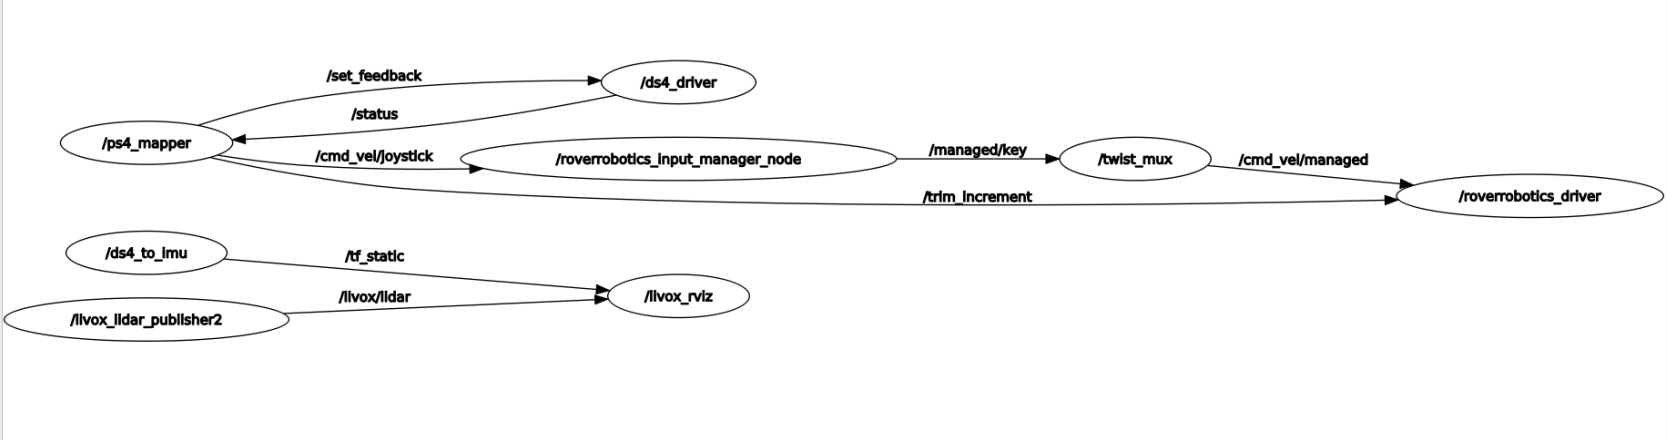 /set_feedback
/ds4_driver
/status
/ps4_mapper
/cmd_vel/joystick
/roverrobotics_input_manager_node
/managed/key
/twist_mux
/cmd_vel/managed
/trim_increment
/roverrobotics_driver
/ds4_to_imu
/tf_static
/livox/lidar
/livox_rviz
/livox_lidar_publisher2